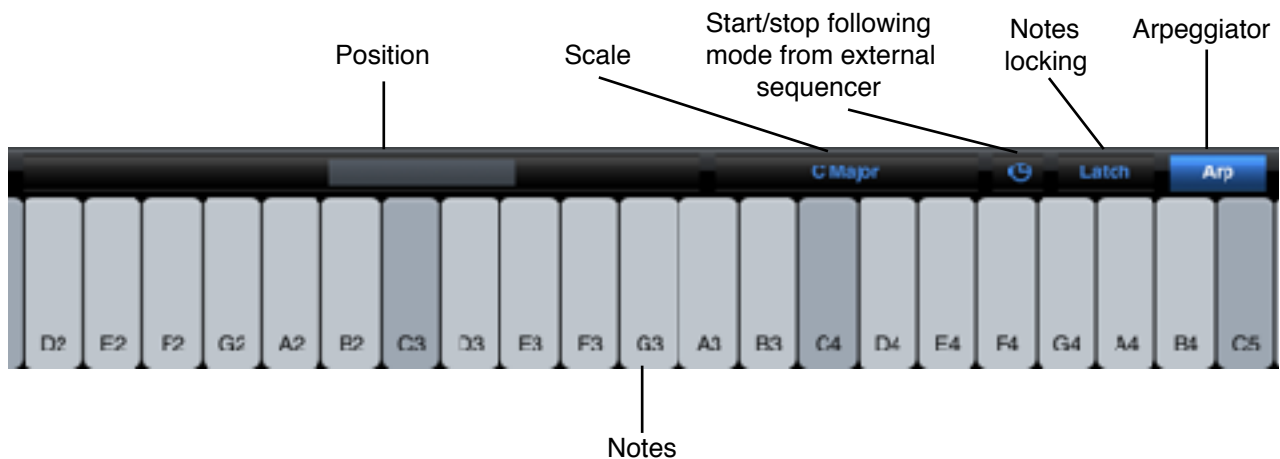 Position
Scale
Start/stop following
mode from external
sequencer
Notes
locking
Arpeggiator
C Major
Latch
Arp
D2 E2 F2 G2 A2 B2 C3 D3 E3 F3 G3 A3 B3 C4 D4 E4 F4 G4 A4 B4 C5
Notes